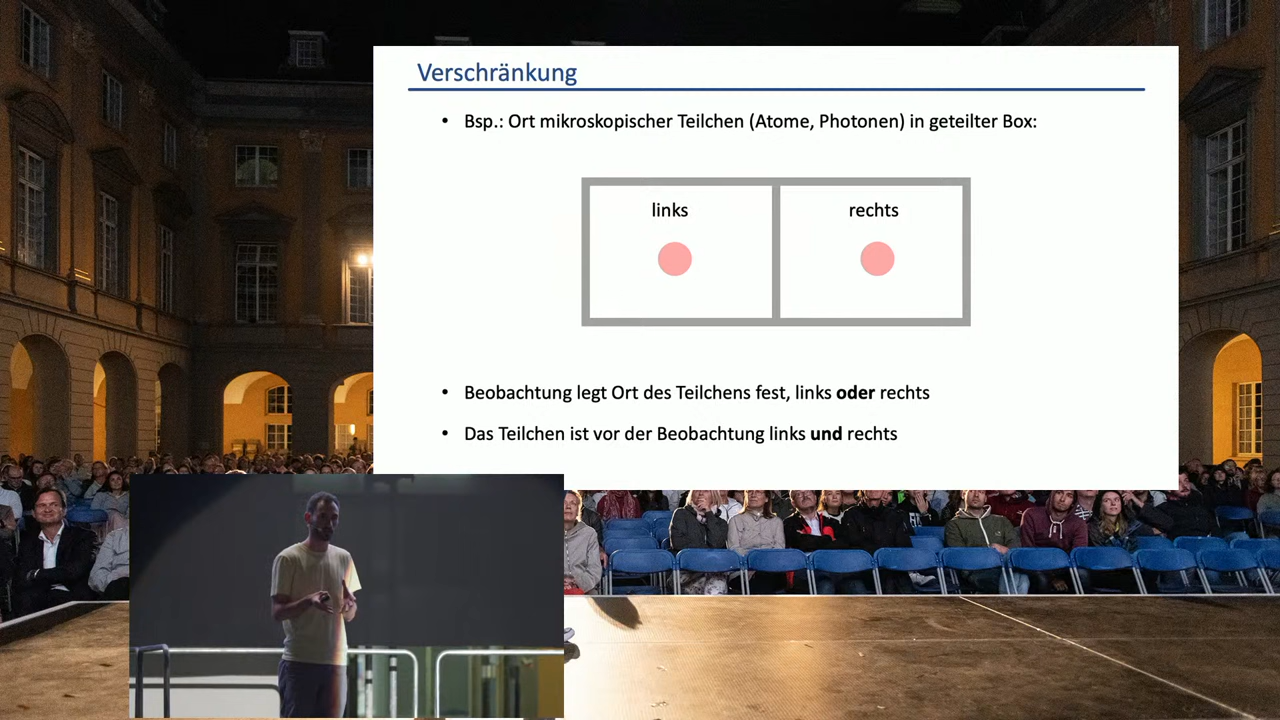 Verschränkung
• Bsp.: Ort mikroskopischer Teilchen (Atome, Photonen) in geteilter Box:
links
rechts
• Beobachtung legt Ort des Teilchens fest, links oder rechts
• Das Teilchen ist vor der Beobachtung links und rechts